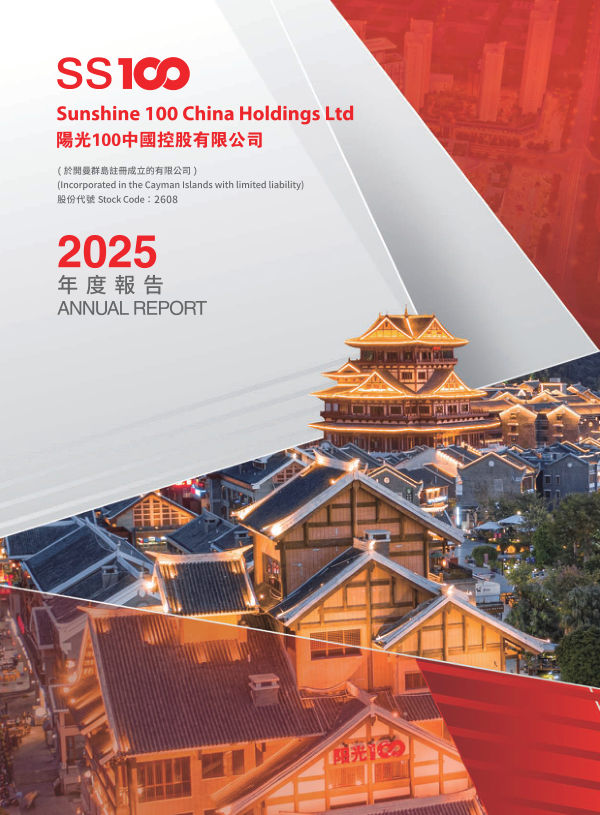 SS100
Sunshine 100 China Holdings Ltd
陽光100中國控股有限公司
(於開曼群島註冊成立的有限公司)
(Incorporated in the Cayman Islands with limited liability)
股份代號 Stock Code：2608
2025
年度報告
ANNUAL REPORT
陽光100